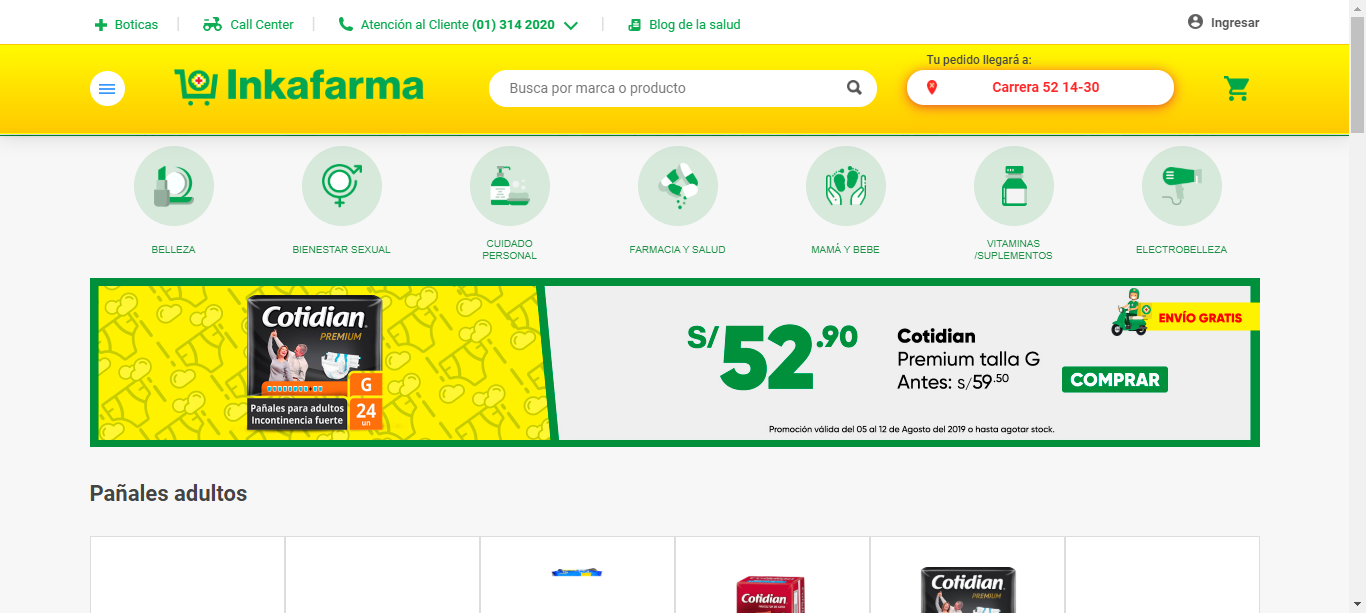 Boticas
Call Center
Atención al Cliente (01) 314 2020
Blog de la salud
Ingresar
Inkafarma
Busca por marca o producto
Tu pedido llegará a:
Carrera 52 14-30
BELLEZA
BIENESTAR SEXUAL
CUIDADO
PERSONAL
FARMACIA Y SALUD
MAMÁ Y BEBE
VITAMINAS
/SUPLEMENTOS
ELECTROBELLEZA
Cotidian
PREMIUM
G
24
un
Pañales para adultos
Incontinencia fuerte
S/52.90
Cotidian
Premium talla G
Antes: s/59.50
ENVÍO GRATIS
COMPRAR
Promoción válida del 05 al 12 de Agosto del 2019 o hasta agotar stock.
Pañales adultos
Cotidian
Cotidian
PREMIUM